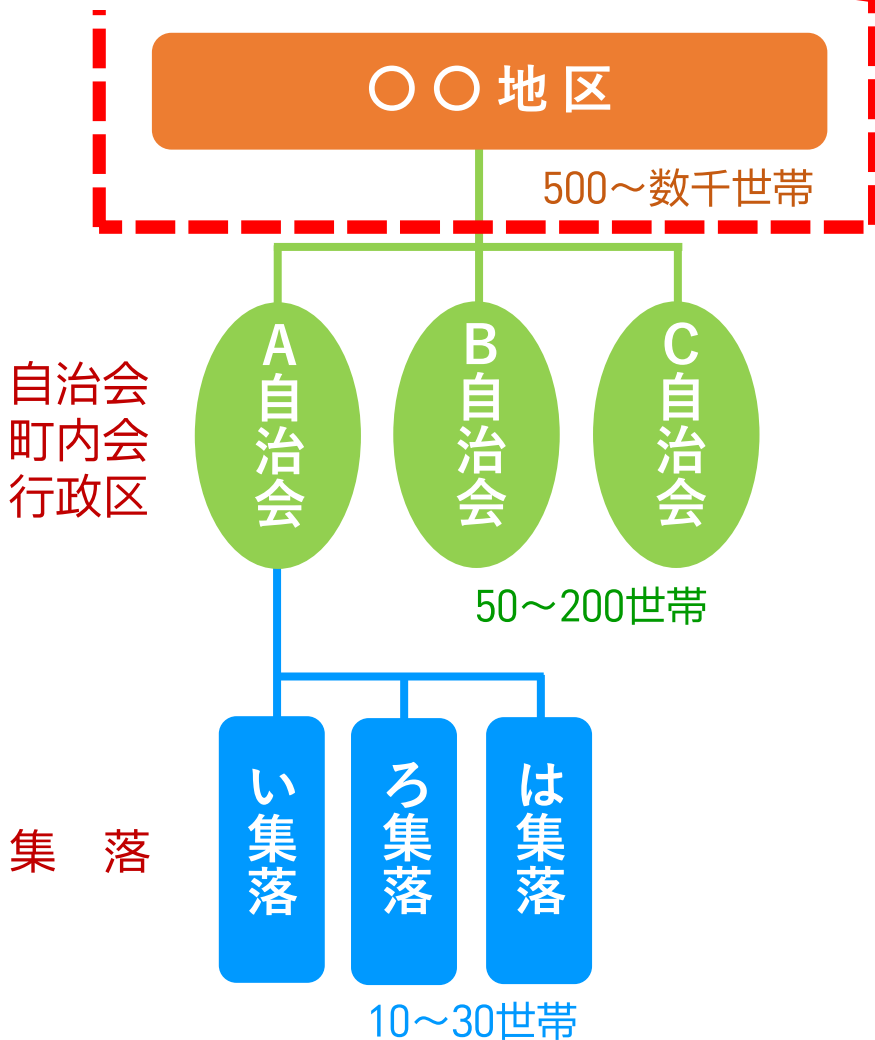 〇〇地区
500～数千世帯
自治会
町内会
行政区
A自治会
B自治会
C自治会
50～200世帯
集　落
い集落
ろ集落
は集落
10～30世帯